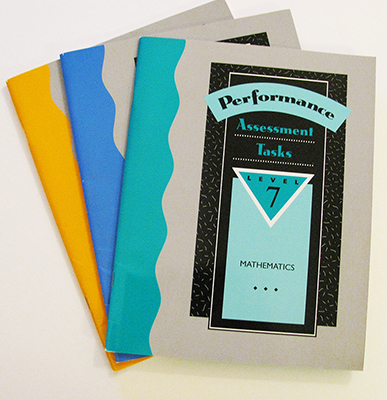 Performance
Assessment
Tasks
LEVEL
7
MATHEMATICS